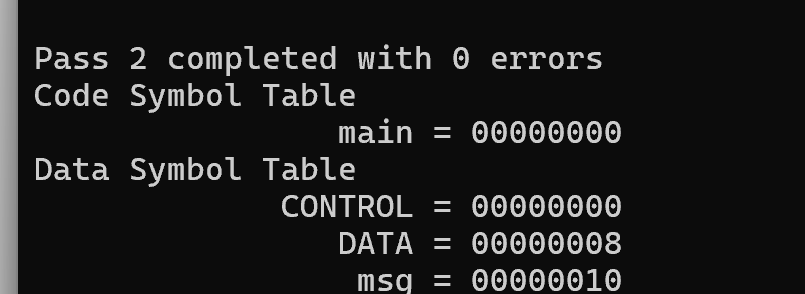 Pass 2 completed with 0 errors
Code Symbol Table
main = 00000000
Data Symbol Table
CONTROL = 00000000
DATA = 00000008
msg = 00000010